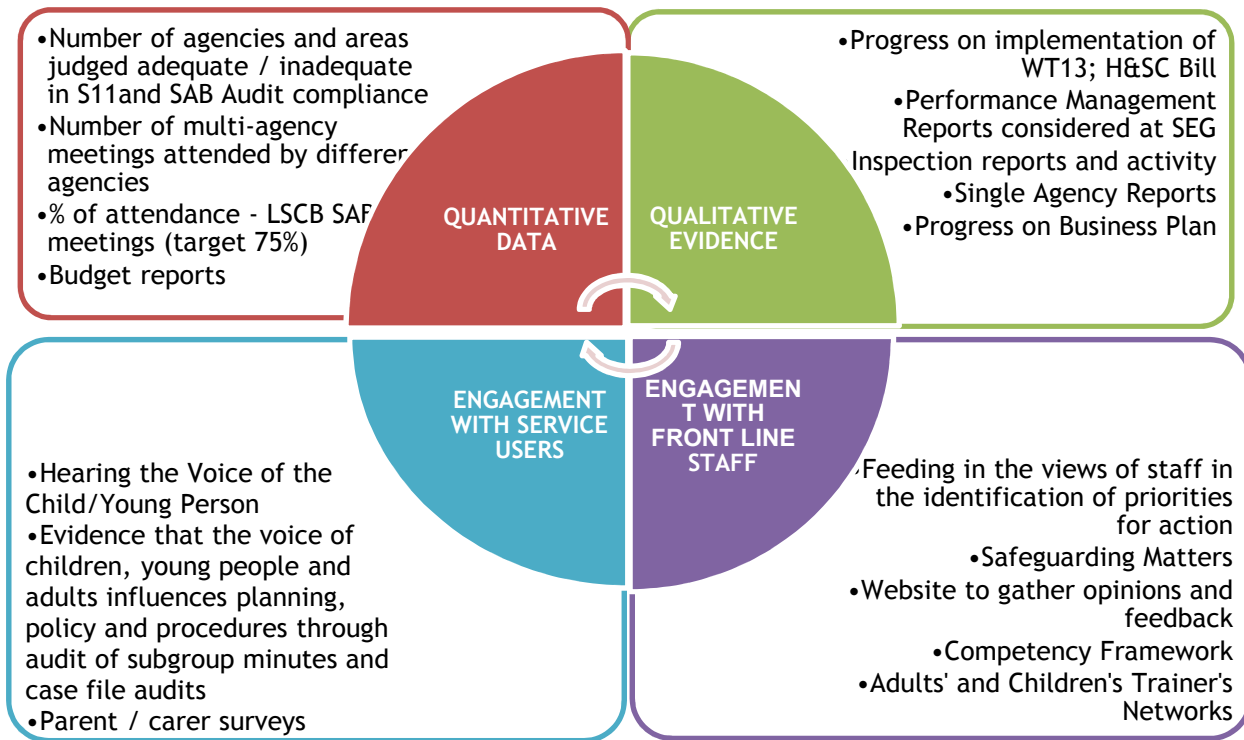 •Number of agencies and areas
judged adequate / inadequate
in S11and SAB Audit compliance
•Number of multi-agency
meetings attended by differe
agencies
•% of attendance - LSCB SAB
meetings (target 75%)
•Budget reports
QUANTITATIVE
DATA
•Progress on implementation of
WT13; H&SC Bill
•Performance Management
Reports considered at SEG
Inspection reports and activity
•Single Agency Reports
•Progress on Business Plan
QUALITATIVE
EVIDENCE
ENGAGEMENT
WITH SERVICE
USERS
•Hearing the Voice of the
Child/Young Person
•Evidence that the voice of
children, young people and
adults influences planning,
policy and procedures through
audit of subgroup minutes and
case file audits
•Parent / carer surveys
ENGAGEMEN
T WITH
FRONT LINE
STAFF
•Feeding in the views of staff in
the identification of priorities
for action
•Safeguarding Matters
•Website to gather opinions and
feedback
•Competency Framework
•Adults' and Children's Trainer's
Networks